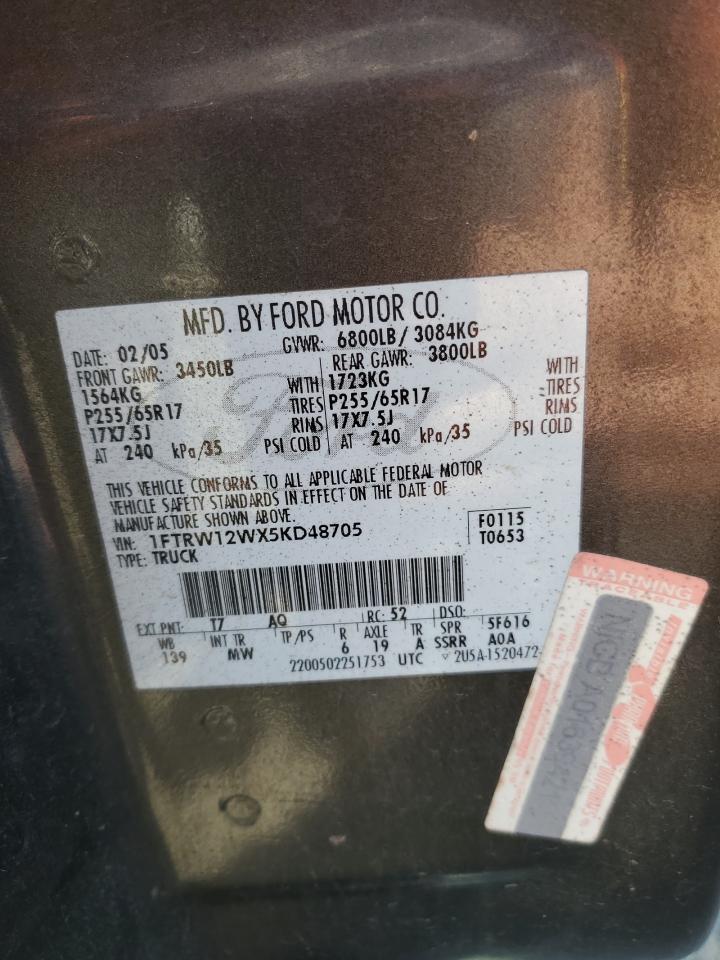 MFD. BY FORD MOTOR CO.
DATE: 02/05 GVWR: 6800LB/ 3084KG
FRONT GAWR: 3450LB REAR GAWR: 3800LB
1564KG WITH 1723KG WITH
P255/65R17 TIRES P255/65R17 TIRES
17X7.5J RIMS 17X7.5J RIMS
AT 240 kPa/35 PSI COLD AT 240 kPa/35 PSI COLD
THIS VEHICLE CONFORMS TO ALL APPLICABLE FEDERAL MOTOR
VEHICLE SAFETY STANDARDS IN EFFECT ON THE DATE OF
MANUFACTURE SHOWN ABOVE.
VIN: 1FTRW12WX5KD48705 F0115
TYPE: TRUCK T0653
EXT PNT: T7 AQ RC: 52 DSO:
WB INT TR TP/PS R AXLE TR SPR 5F616
139 MW 6 19 A SSRR A0A
2200502251753 UTC 2U5A-1520472-
Ford
WARNING
TRACEABLE